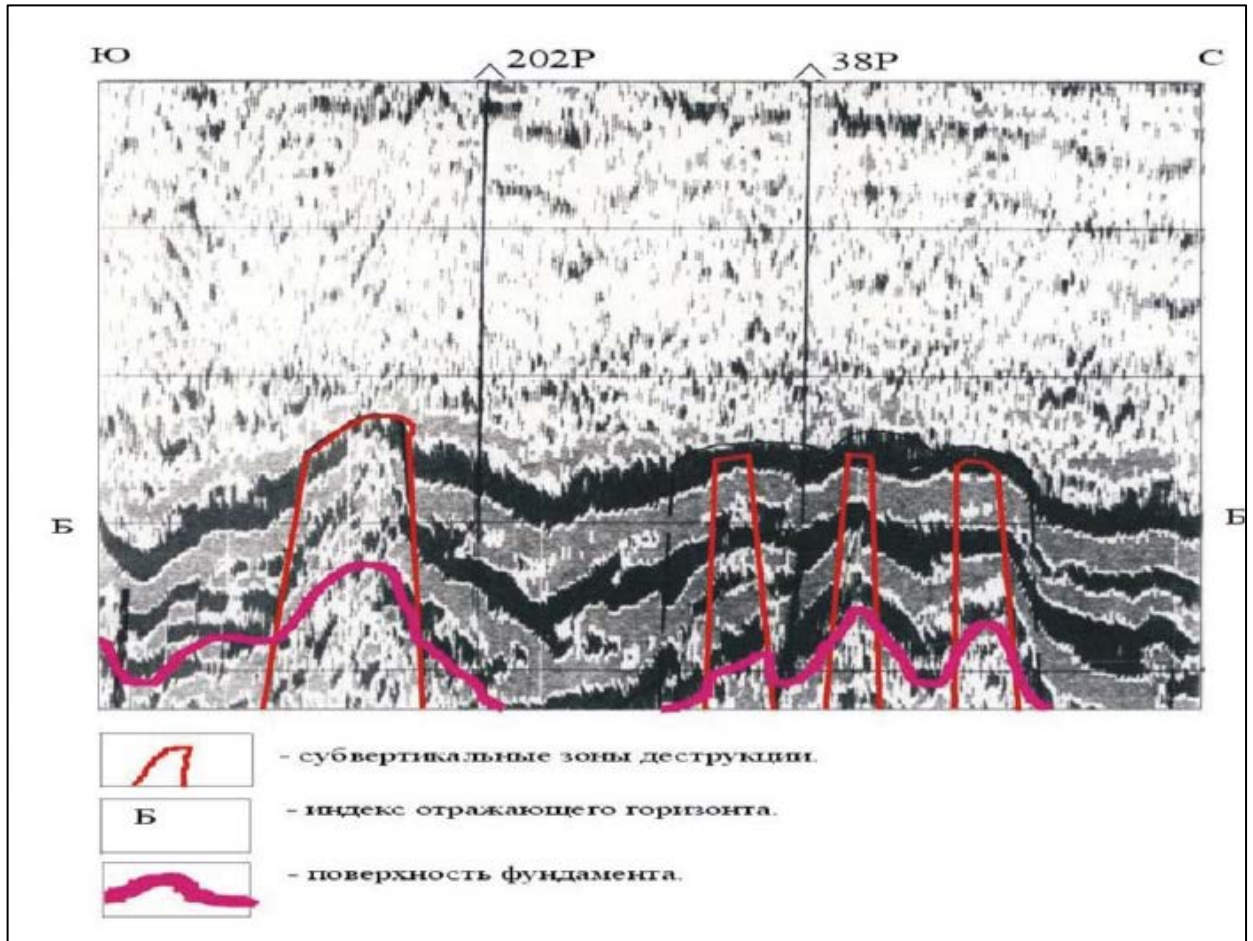 Ю 202Р 38Р С
Б Б
- субвертикальные зоны деструкции.
Б - индекс отражающего горизонта.
- поверхность фундамента.